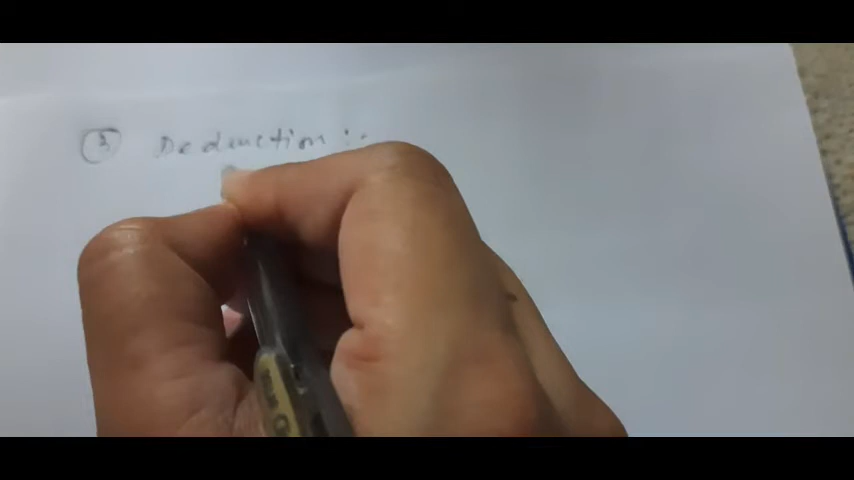 ③ Deduction :-